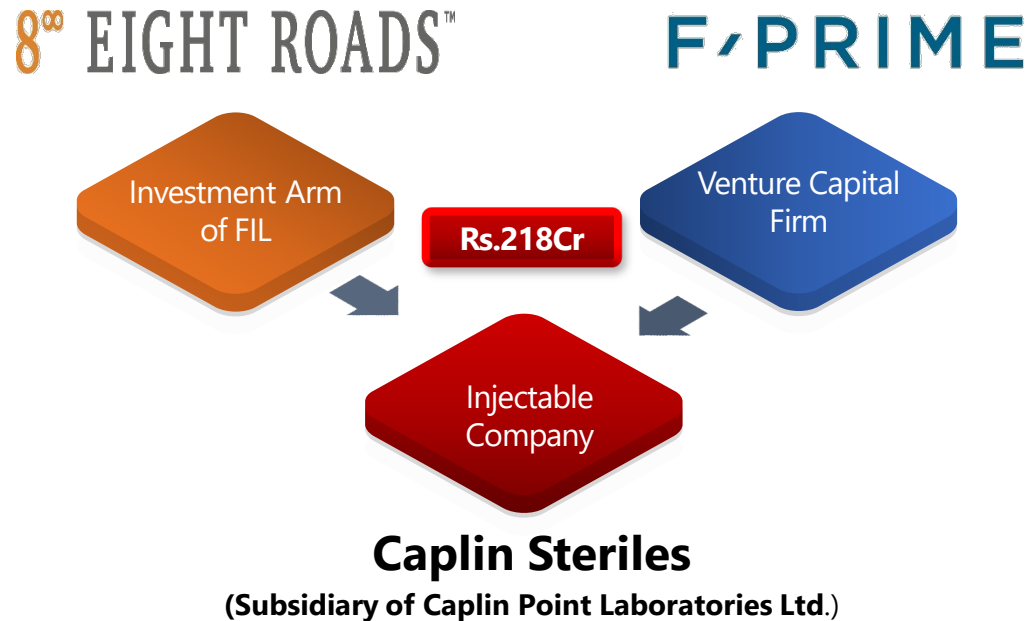 8∞ EIGHT ROADS™
F-PRIME
Investment Arm
of FIL
Rs.218Cr
Venture Capital
Firm
Injectable
Company
Caplin Steriles
(Subsidiary of Caplin Point Laboratories Ltd.)